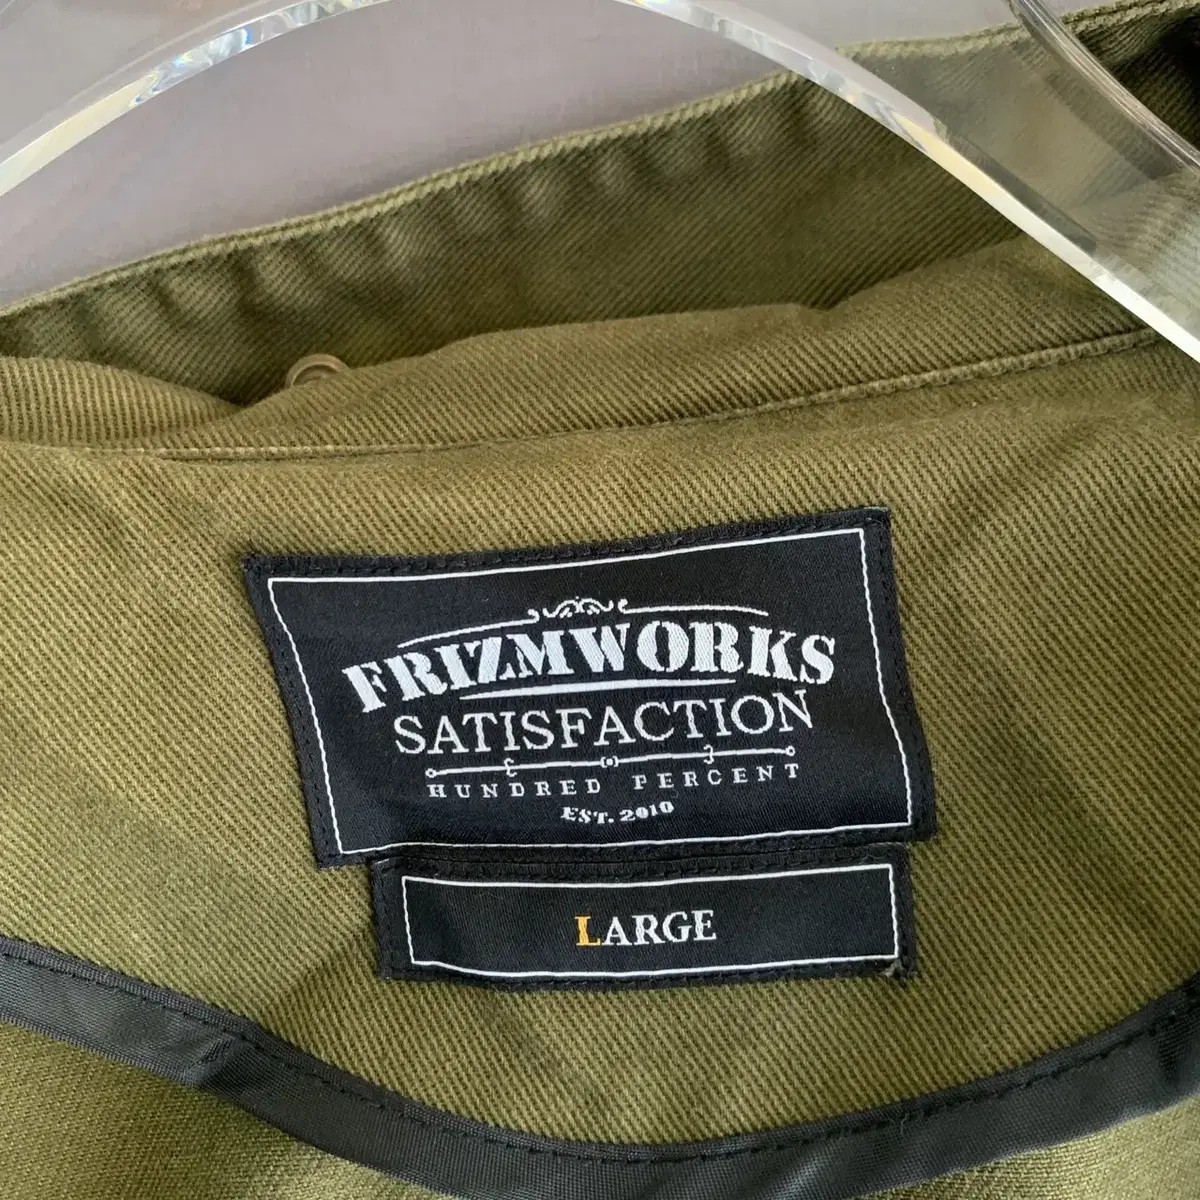 FRIZMWORKS
SATISFACTION
HUNDRED PERCENT
EST. 2010
LARGE